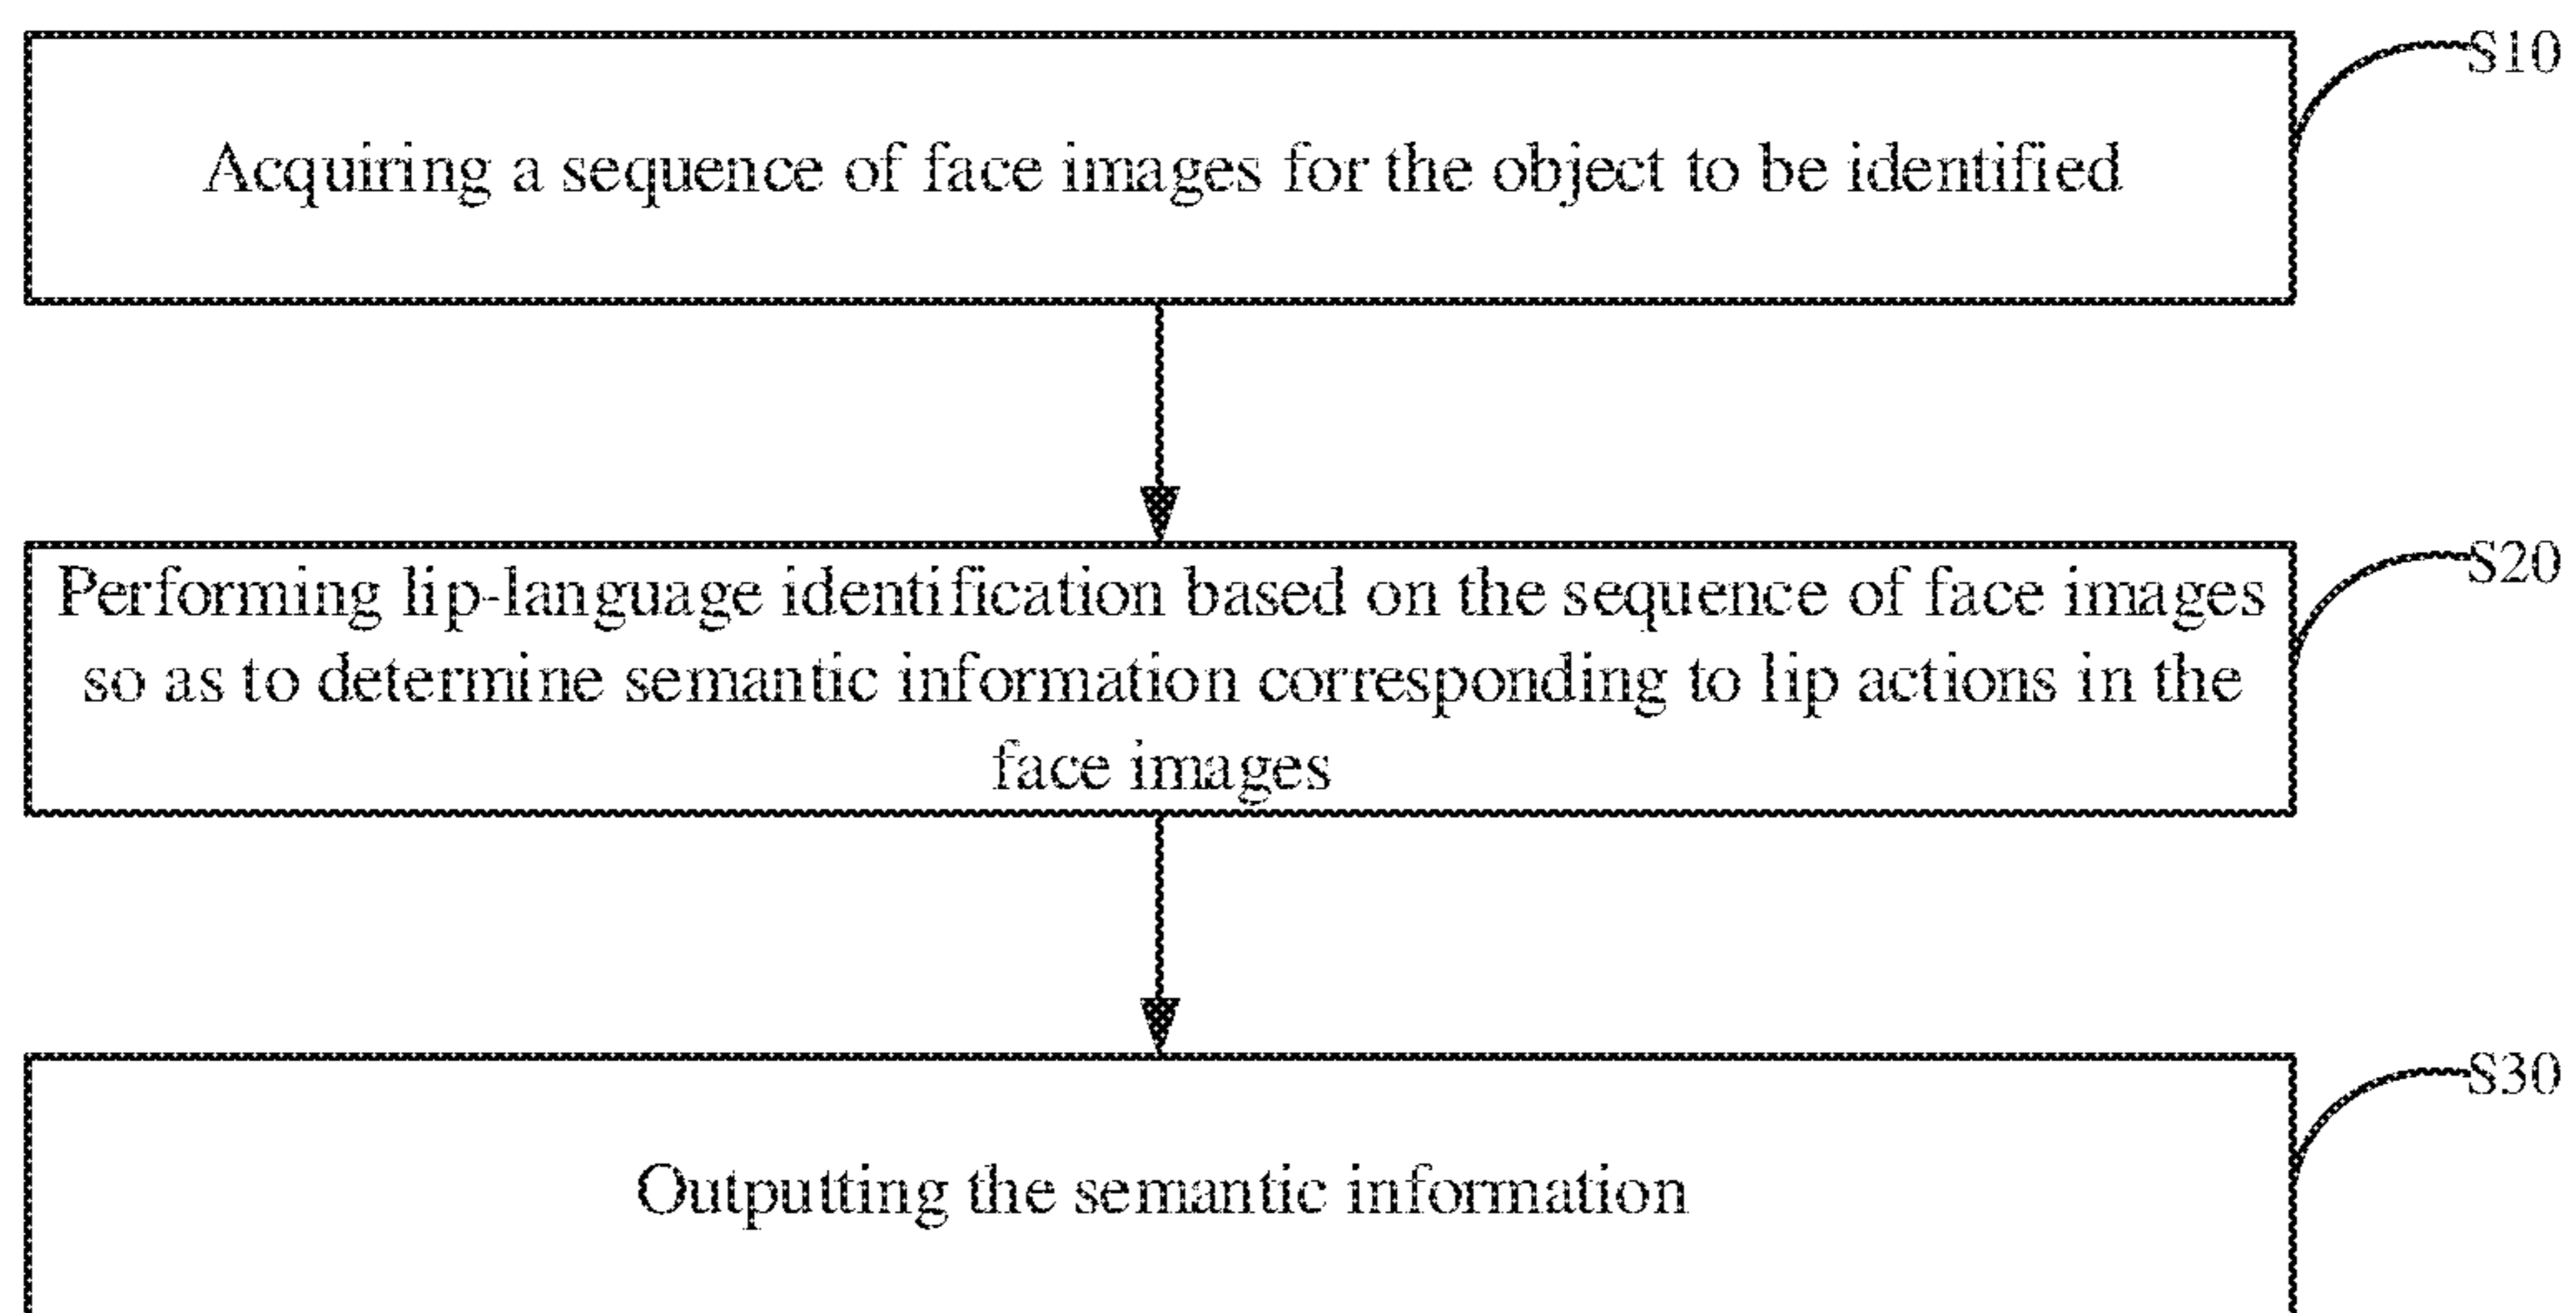 S10
Acquiring a sequence of face images for the object to be identified
S20
Performing lip-language identification based on the sequence of face images
so as to determine semantic information corresponding to lip actions in the
face images
S30
Outputting the semantic information